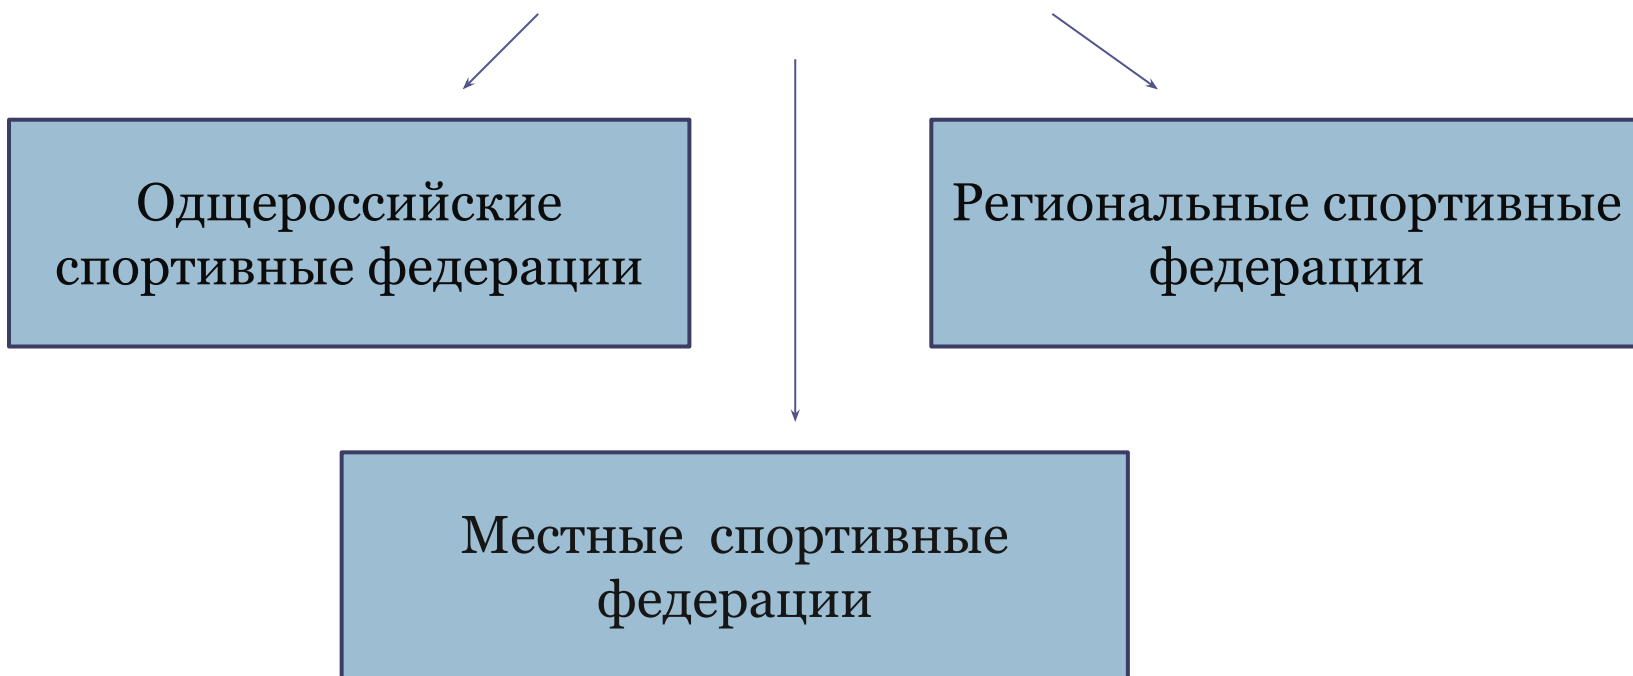 Одщероссийские
спортивные федерации
Региональные спортивные
федерации
Местные  спортивные
федерации